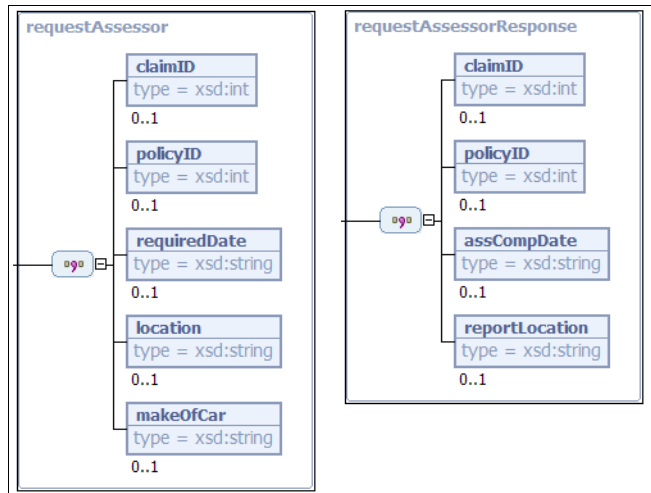 requestAssessor
claimID
type = xsd:int
0..1
policyID
type = xsd:int
0..1
requiredDate
type = xsd:string
0..1
location
type = xsd:string
0..1
makeOfCar
type = xsd:string
0..1
requestAssessorResponse
claimID
type = xsd:int
0..1
policyID
type = xsd:int
0..1
assCompDate
type = xsd:string
0..1
reportLocation
type = xsd:string
0..1